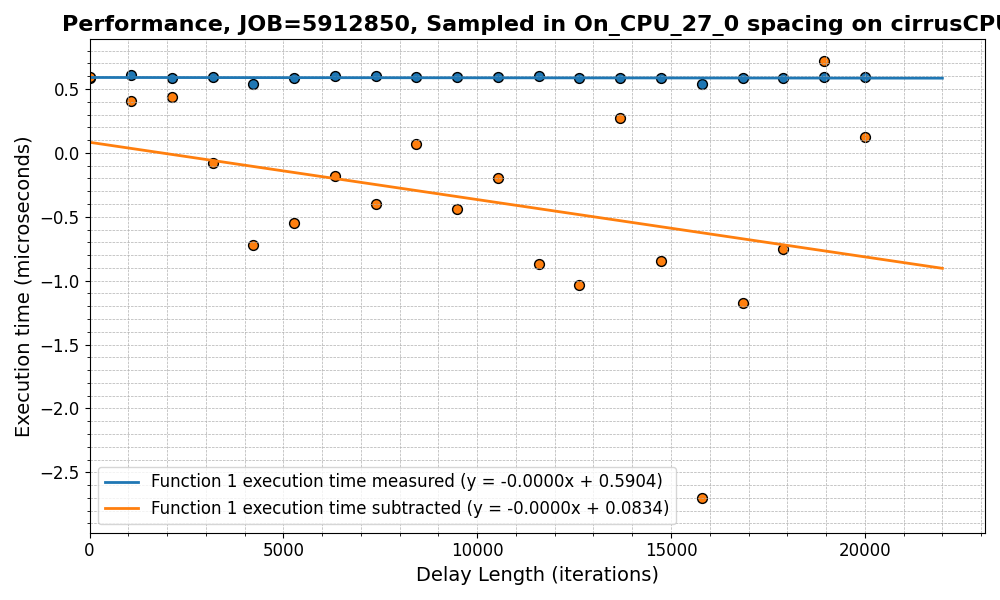 Performance, JOB=5912850, Sampled in On_CPU_27_0 spacing on cirrusCPU
Execution time (microseconds)
0.5
0.0
−0.5
−1.0
−1.5
−2.0
−2.5
Function 1 execution time measured (y = -0.0000x + 0.5904)
Function 1 execution time subtracted (y = -0.0000x + 0.0834)
0 5000 10000 15000 20000
Delay Length (iterations)